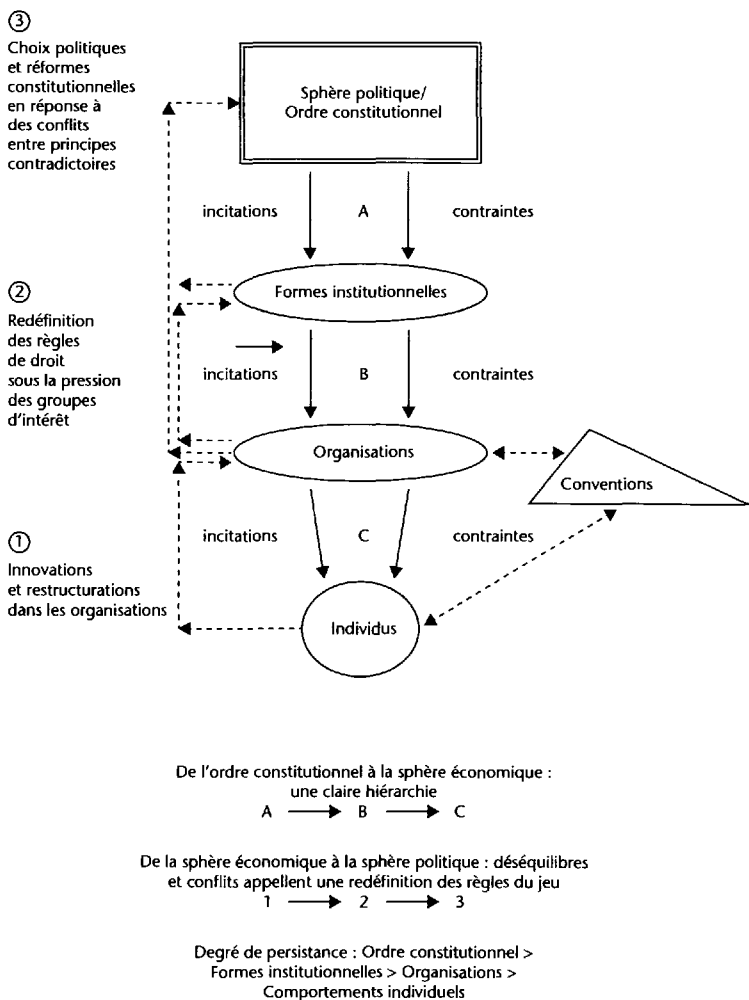 ③
Choix politiques
et réformes
constitutionnelles
en réponse à
des conflits
entre principes
contradictoires
Sphère politique/
Ordre constitutionnel
incitations A contraintes
Formes institutionnelles
②
Redéfinition
des règles
de droit
sous la pression
des groupes
d'intérêt
incitations B contraintes
Organisations
Conventions
①
Innovations
et restructurations
dans les organisations
incitations C contraintes
Individus
De l'ordre constitutionnel à la sphère économique :
une claire hiérarchie
A B C
De la sphère économique à la sphère politique : déséquilibres
et conflits appellent une redéfinition des règles du jeu
1 2 3
Degré de persistance : Ordre constitutionnel >
Formes institutionnelles > Organisations >
Comportements individuels